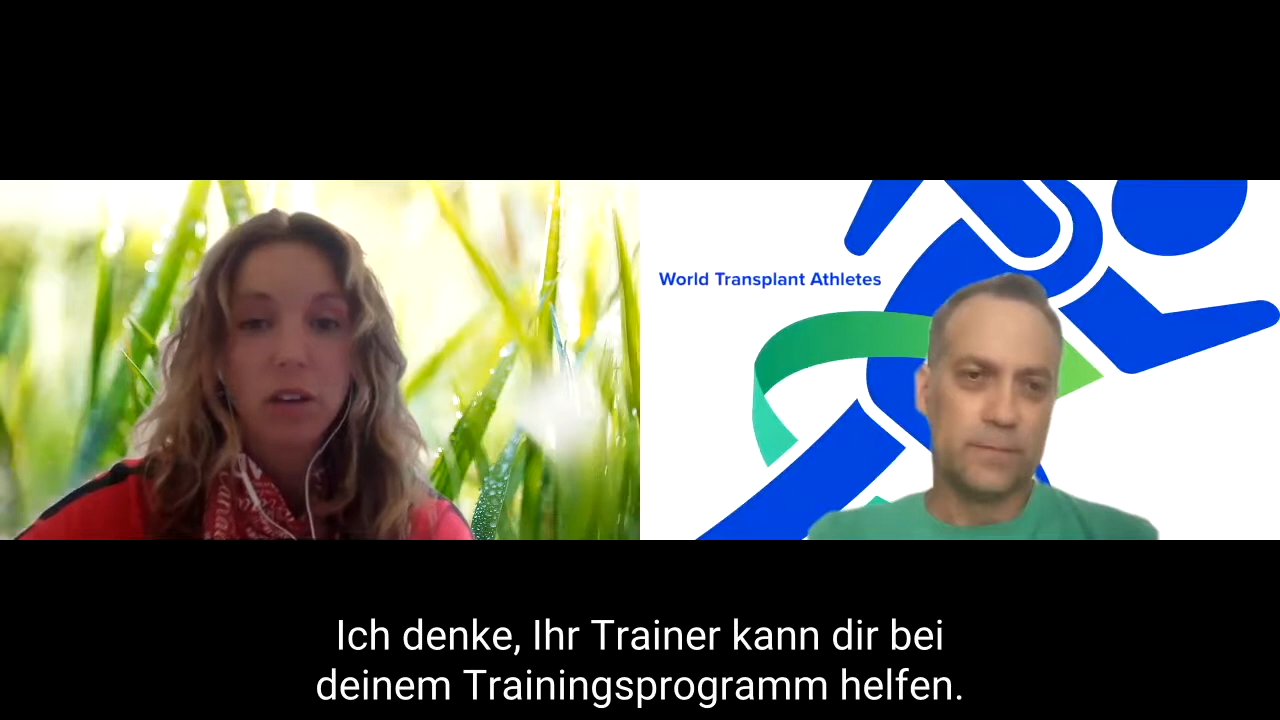 World Transplant Athletes
Ich denke, Ihr Trainer kann dir bei
deinem Trainingsprogramm helfen.